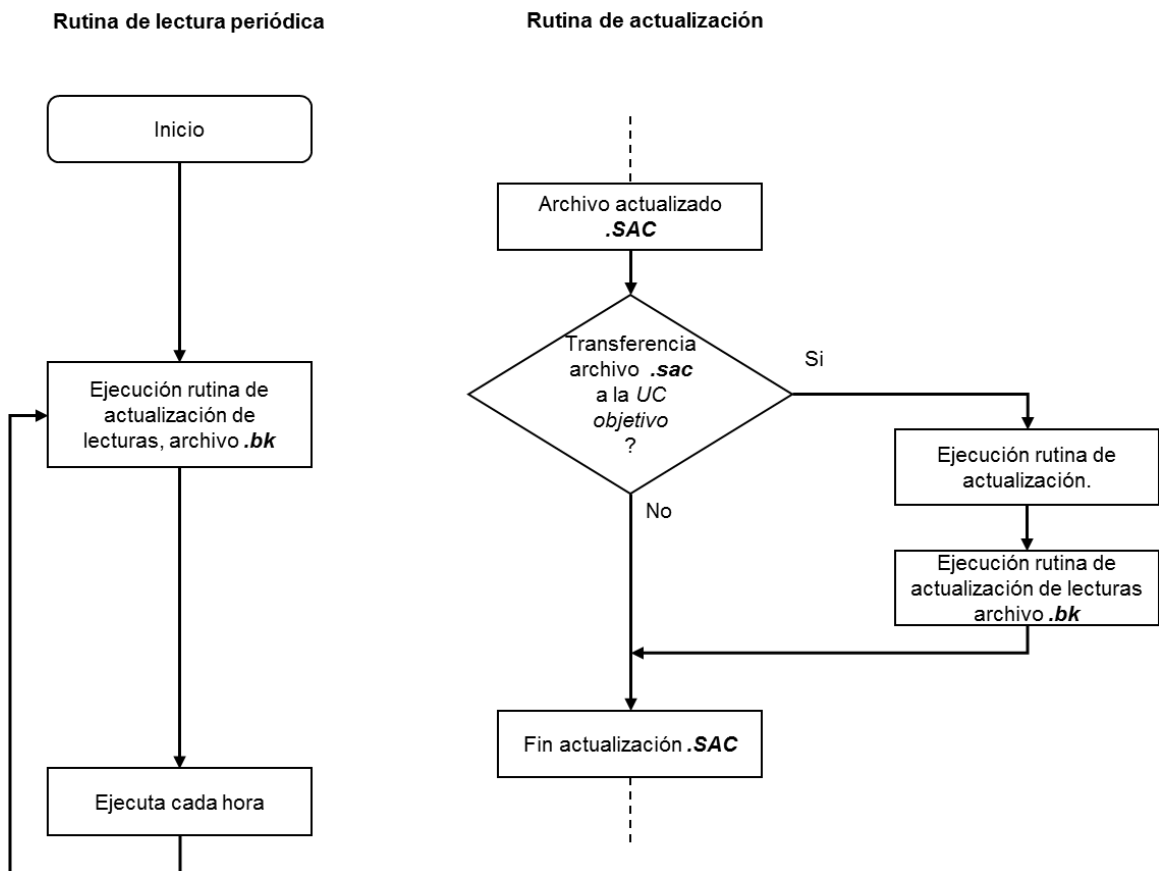 Rutina de lectura periódica
Rutina de actualización
Inicio
Ejecución rutina de
actualización de
lecturas, archivo .bk
Ejecuta cada hora
Archivo actualizado
.SAC
Transferencia
archivo .sac
a la UC
objetivo
?
Si
No
Ejecución rutina de
actualización.
Ejecución rutina de
actualización de lecturas
archivo .bk
Fin actualización .SAC